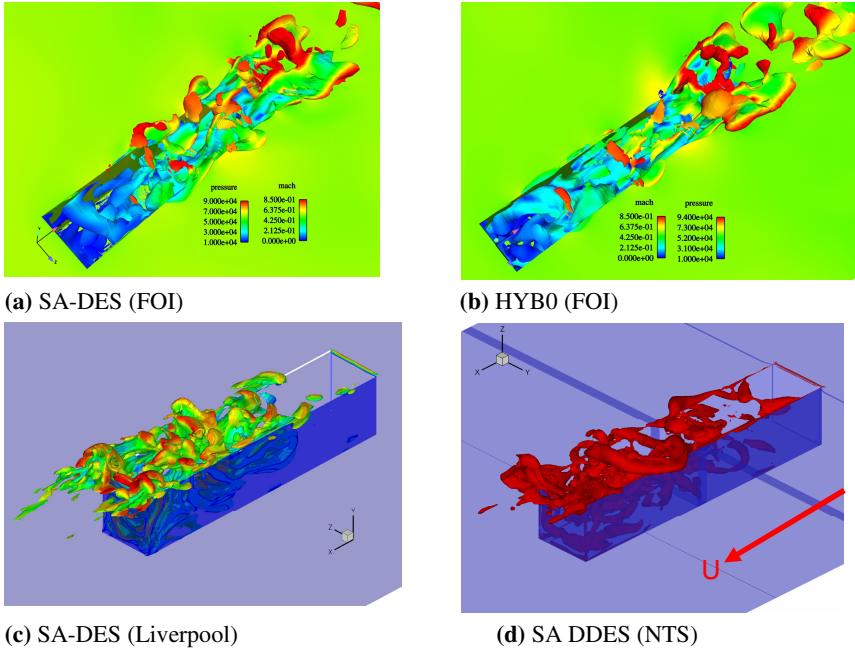 pressure mach
9.000e+04 8.500e-01
7.000e+04 6.375e-01
5.000e+04 4.250e-01
3.000e+04 2.125e-01
1.000e+04 0.000e+00
mach pressure
8.500e-01 9.400e+04
6.375e-01 7.300e+04
4.250e-01 5.200e+04
2.125e-01 3.100e+04
0.000e+00 1.000e+04
(a) SA-DES (FOI)
(b) HYB0 (FOI)
Y
Z
X
Z
X
Y
U
(c) SA-DES (Liverpool)
(d) SA DDES (NTS)